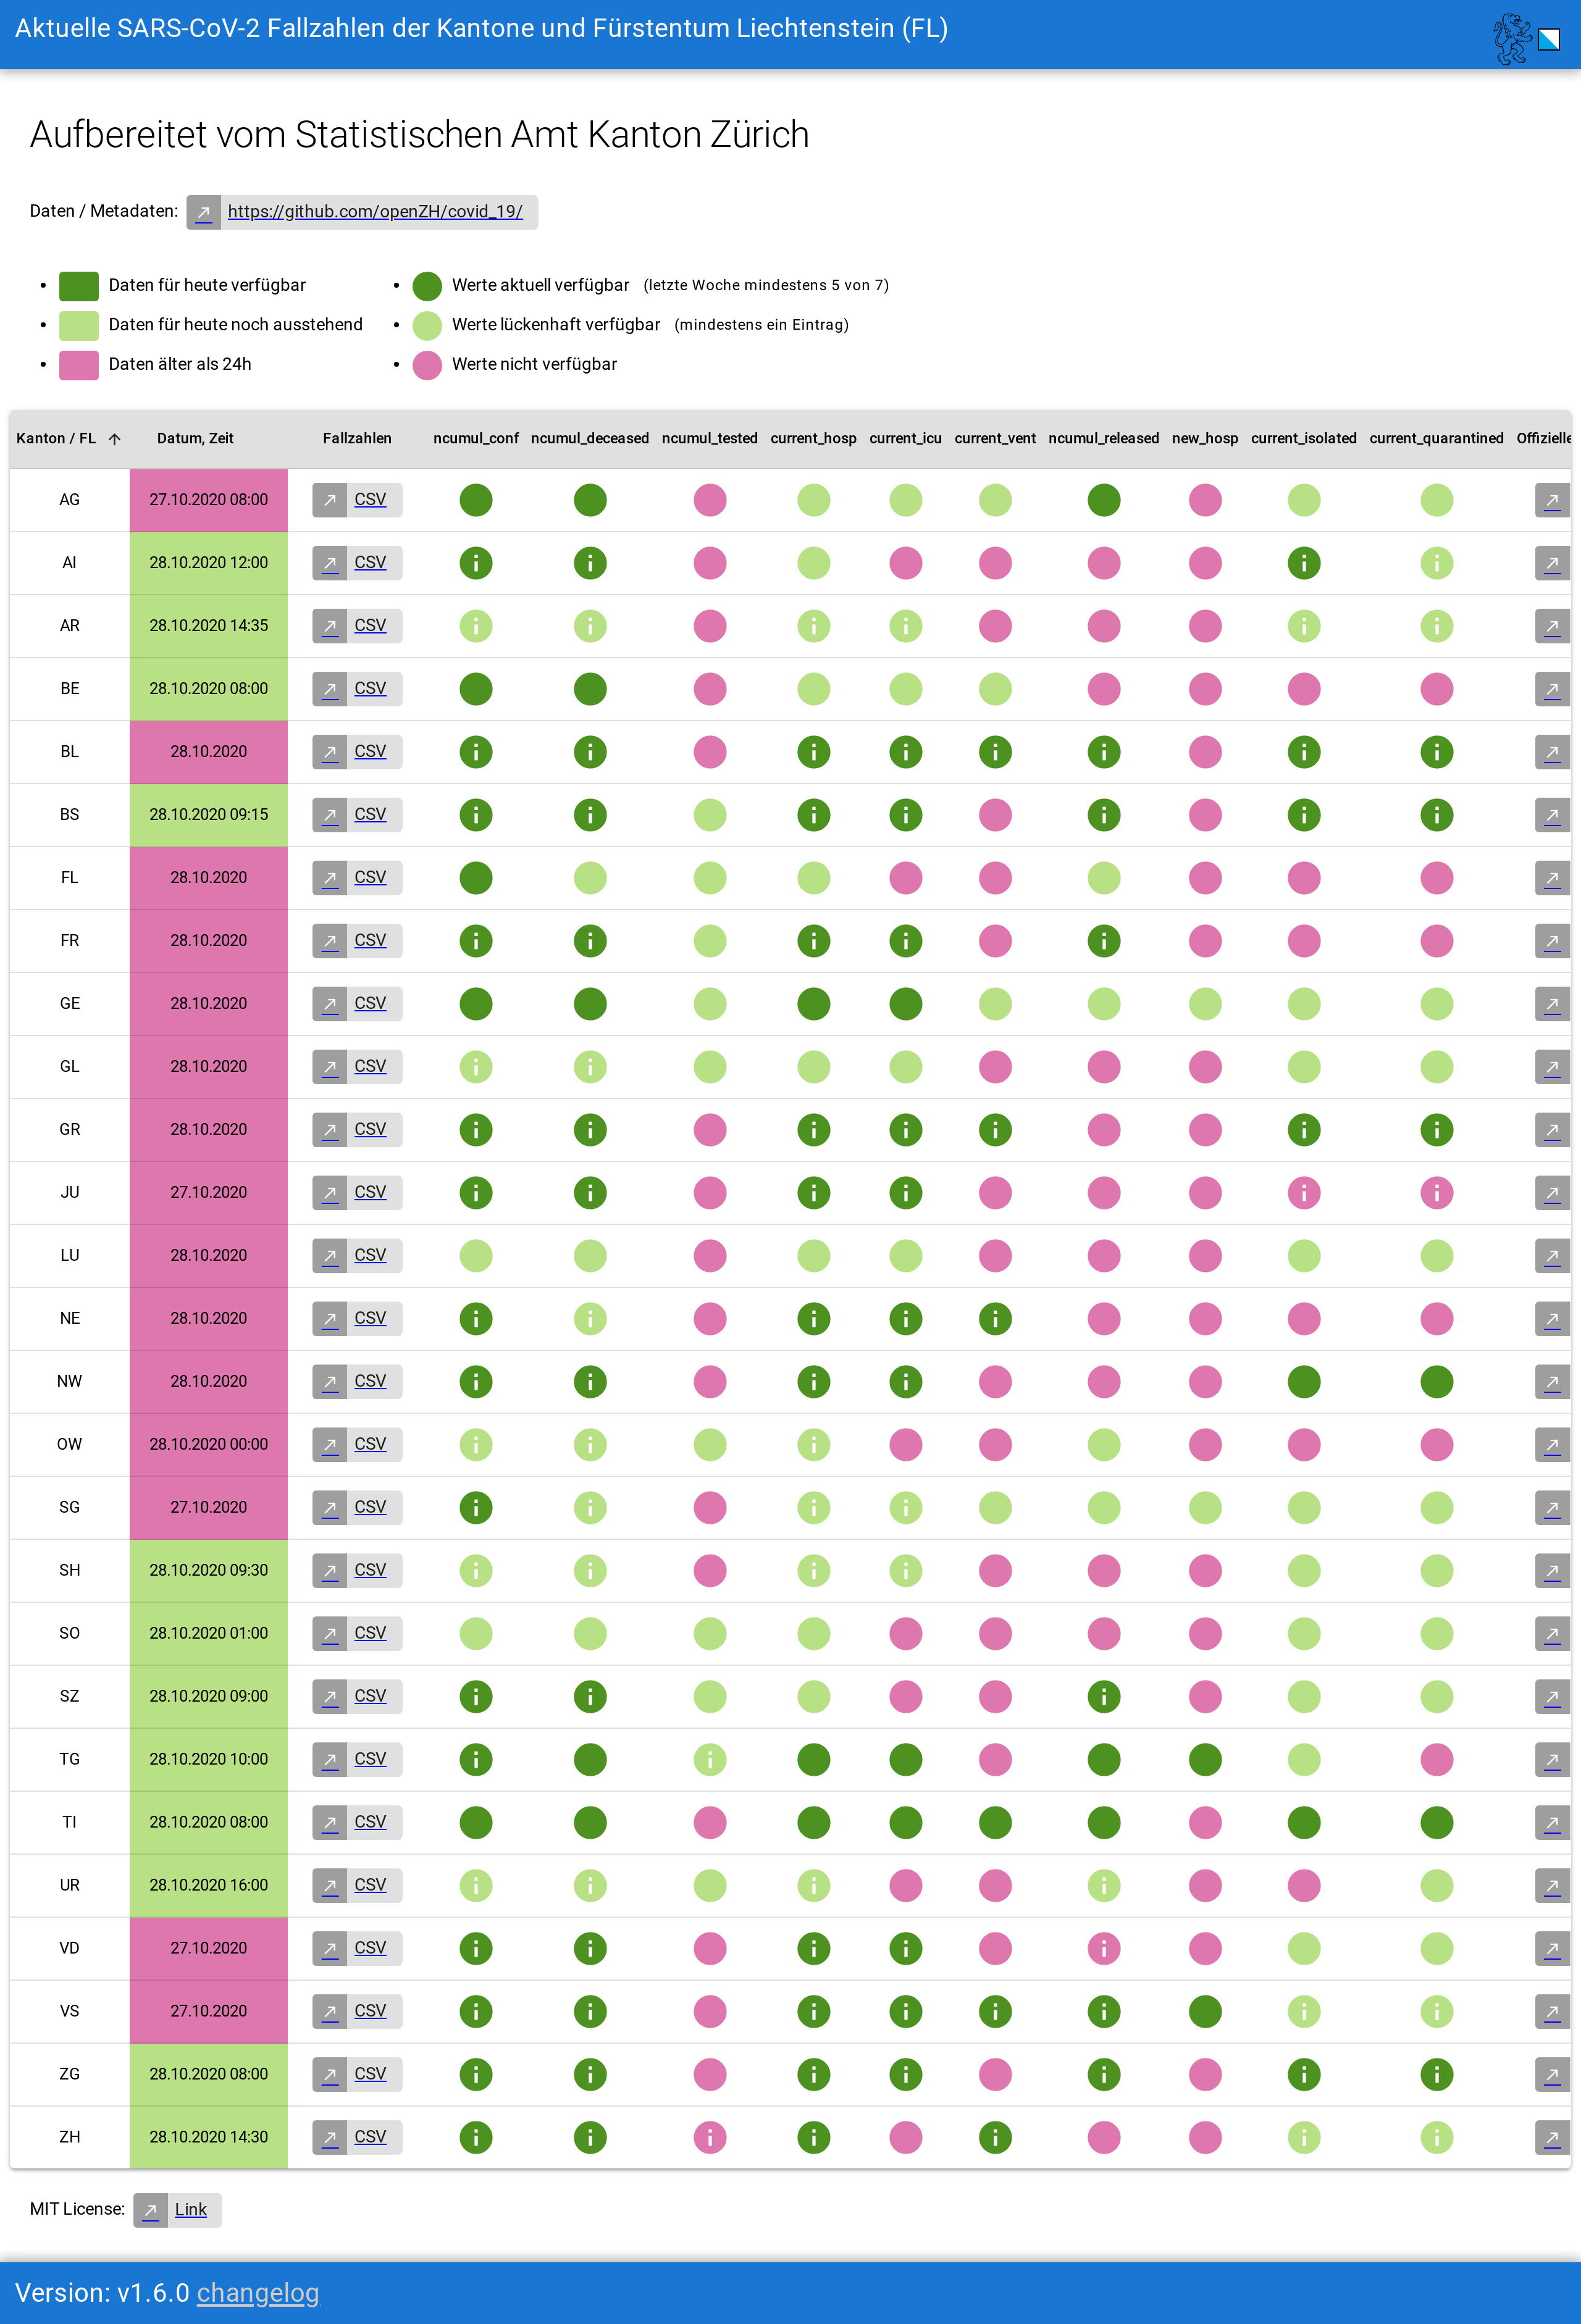 Aktuelle SARS-CoV-2 Fallzahlen der Kantone und Fürstentum Liechtenstein (FL)
Aufbereitet vom Statistischen Amt Kanton Zürich
Daten / Metadaten: https://github.com/openZH/covid_19/
Daten für heute verfügbar
Daten für heute noch ausstehend
Daten älter als 24h
Werte aktuell verfügbar (letzte Woche mindestens 5 von 7)
Werte lückenhaft verfügbar (mindestens ein Eintrag)
Werte nicht verfügbar
Kanton / FL Datum, Zeit Fallzahlen ncumul_conf ncumul_deceased ncumul_tested current_hosp current_icu current_vent ncumul_released new_hosp current_isolated current_quarantined Offizielle
AG 27.10.2020 08:00 CSV
AI 28.10.2020 12:00 CSV
AR 28.10.2020 14:35 CSV
BE 28.10.2020 08:00 CSV
BL 28.10.2020 CSV
BS 28.10.2020 09:15 CSV
FL 28.10.2020 CSV
FR 28.10.2020 CSV
GE 28.10.2020 CSV
GL 28.10.2020 CSV
GR 28.10.2020 CSV
JU 27.10.2020 CSV
LU 28.10.2020 CSV
NE 28.10.2020 CSV
NW 28.10.2020 CSV
OW 28.10.2020 00:00 CSV
SG 27.10.2020 CSV
SH 28.10.2020 09:30 CSV
SO 28.10.2020 01:00 CSV
SZ 28.10.2020 09:00 CSV
TG 28.10.2020 10:00 CSV
TI 28.10.2020 08:00 CSV
UR 28.10.2020 16:00 CSV
VD 27.10.2020 CSV
VS 27.10.2020 CSV
ZG 28.10.2020 08:00 CSV
ZH 28.10.2020 14:30 CSV
MIT License: Link
Version: v1.6.0 changelog